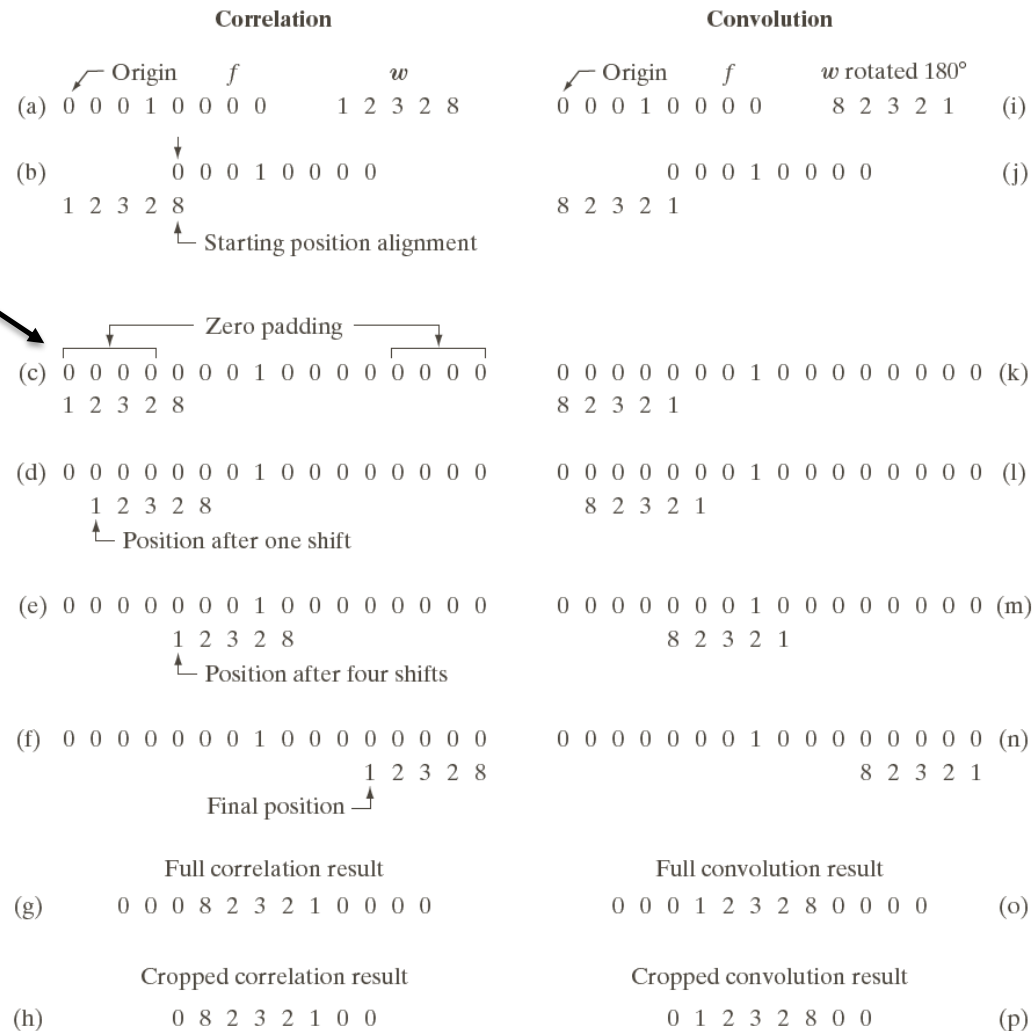 Correlation Convolution
Origin f w Origin f w rotated 180°
(a) 0 0 0 1 0 0 0 0 1 2 3 2 8 0 0 0 1 0 0 0 0 8 2 3 2 1 (i)
(b) 0 0 0 1 0 0 0 0 0 0 0 1 0 0 0 0 (j)
1 2 3 2 8 8 2 3 2 1
Starting position alignment
Zero padding
(c) 0 0 0 0 0 0 0 1 0 0 0 0 0 0 0 0 0 0 0 0 0 0 0 1 0 0 0 0 0 0 0 0 (k)
1 2 3 2 8 8 2 3 2 1
(d) 0 0 0 0 0 0 0 1 0 0 0 0 0 0 0 0 0 0 0 0 0 0 0 1 0 0 0 0 0 0 0 0 (l)
1 2 3 2 8 8 2 3 2 1
Position after one shift
(e) 0 0 0 0 0 0 0 1 0 0 0 0 0 0 0 0 0 0 0 0 0 0 0 1 0 0 0 0 0 0 0 0 (m)
1 2 3 2 8 8 2 3 2 1
Position after four shifts
(f) 0 0 0 0 0 0 0 1 0 0 0 0 0 0 0 0 0 0 0 0 0 0 0 1 0 0 0 0 0 0 0 0 (n)
1 2 3 2 8 8 2 3 2 1
Final position
Full correlation result Full convolution result
(g) 0 0 0 8 2 3 2 1 0 0 0 0 0 0 0 1 2 3 2 8 0 0 0 0 (o)
Cropped correlation result Cropped convolution result
(h) 0 8 2 3 2 1 0 0 0 1 2 3 2 8 0 0 (p)